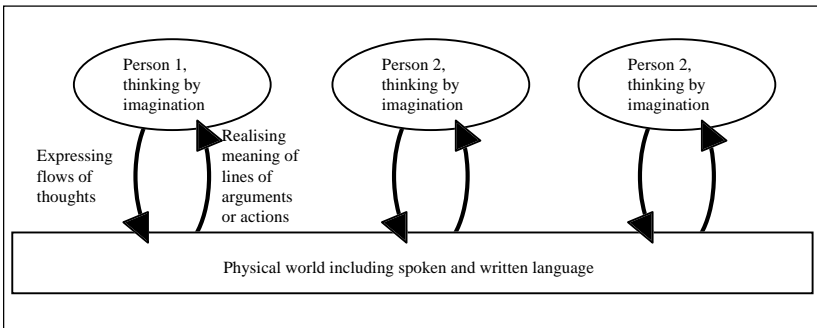 Person 1,
thinking by
imagination
Person 2,
thinking by
imagination
Person 2,
thinking by
imagination
Expressing
flows of
thoughts
Realising
meaning of
lines of
arguments
or actions
Physical world including spoken and written language